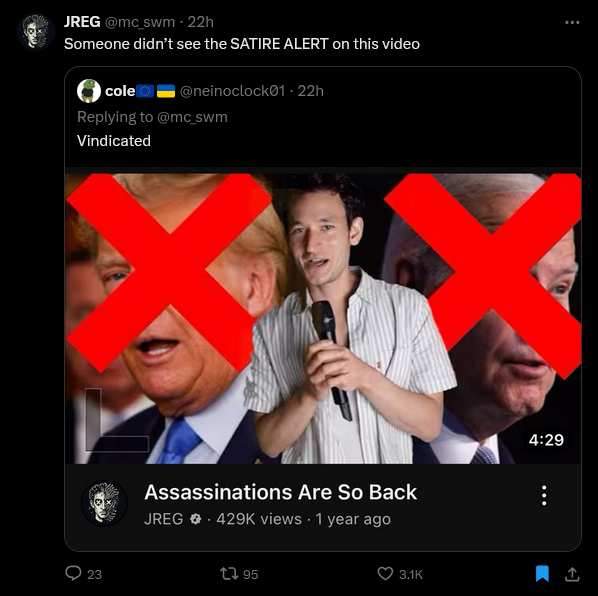 JREG @mc_swm · 22h
Someone didn't see the SATIRE ALERT on this video
cole🇪🇺 🇺🇦 @neinoclock01 · 22h
Replying to @mc_swm
Vindicated
4:29
Assassinations Are So Back
JREG · 429K views · 1 year ago
23
95
3.1K